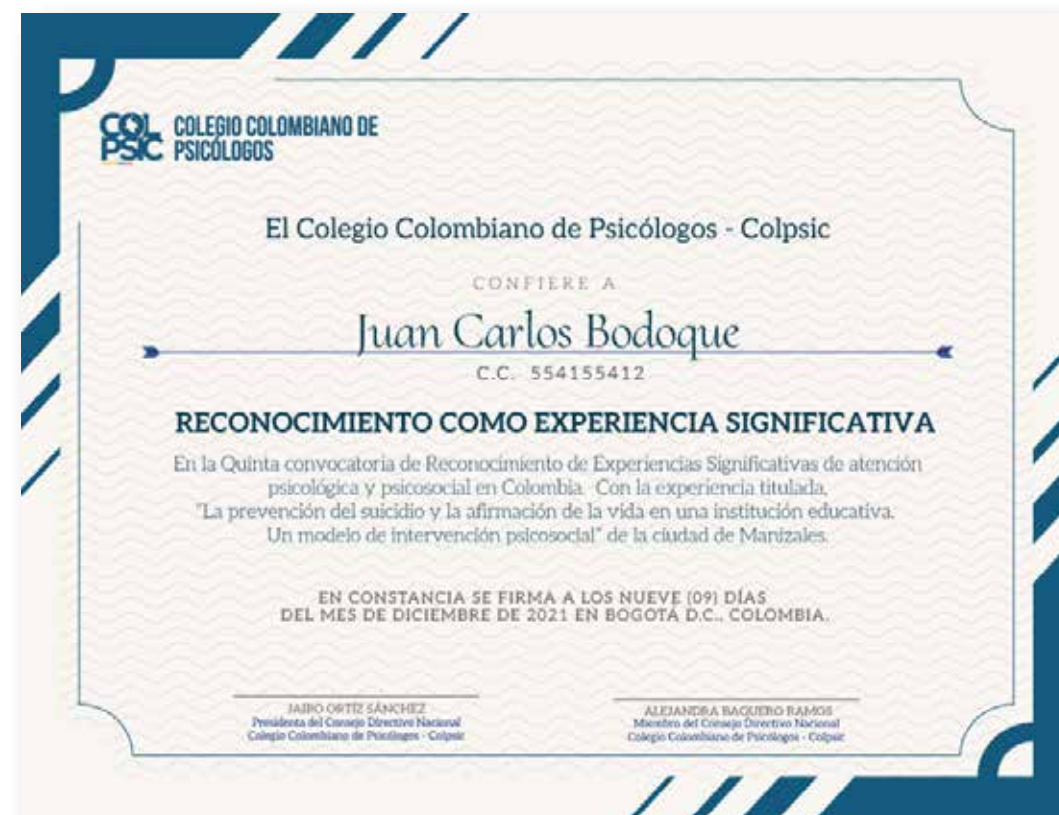 COL
PSIC
COLEGIO COLOMBIANO DE
PSICÓLOGOS
El Colegio Colombiano de Psicólogos - Colpsic
CONFIERE A
Juan Carlos Bodoque
C.C. 554155412
RECONOCIMIENTO COMO EXPERIENCIA SIGNIFICATIVA
En la Quinta convocatoria de Reconocimiento de Experiencias Significativas de atención
psicológica y psicosocial en Colombia. Con la experiencia titulada,
"La prevención del suicidio y la afirmación de la vida en una institución educativa.
Un modelo de intervención psicosocial" de la ciudad de Manizales.
EN CONSTANCIA SE FIRMA A LOS NUEVE (09) DÍAS
DEL MES DE DICIEMBRE DE 2021 EN BOGOTÁ D.C., COLOMBIA.
JAIRO ORTÍZ SÁNCHEZ
Presidenta del Consejo Directivo Nacional
Colegio Colombiano de Psicólogos - Colpsic
ALEJANDRA BAQUERO RAMOS
Miembro del Consejo Directivo Nacional
Colegio Colombiano de Psicólogos - Colpsic